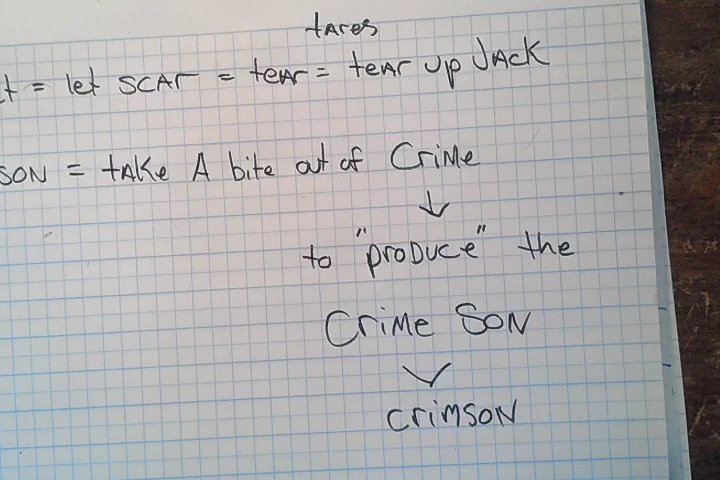 tares
t = let SCAr = teAr = teAr up JACK
SON = tAKe A bite out of CriMe
↓
to "proDuce" the
CriMe SON
criMsoN